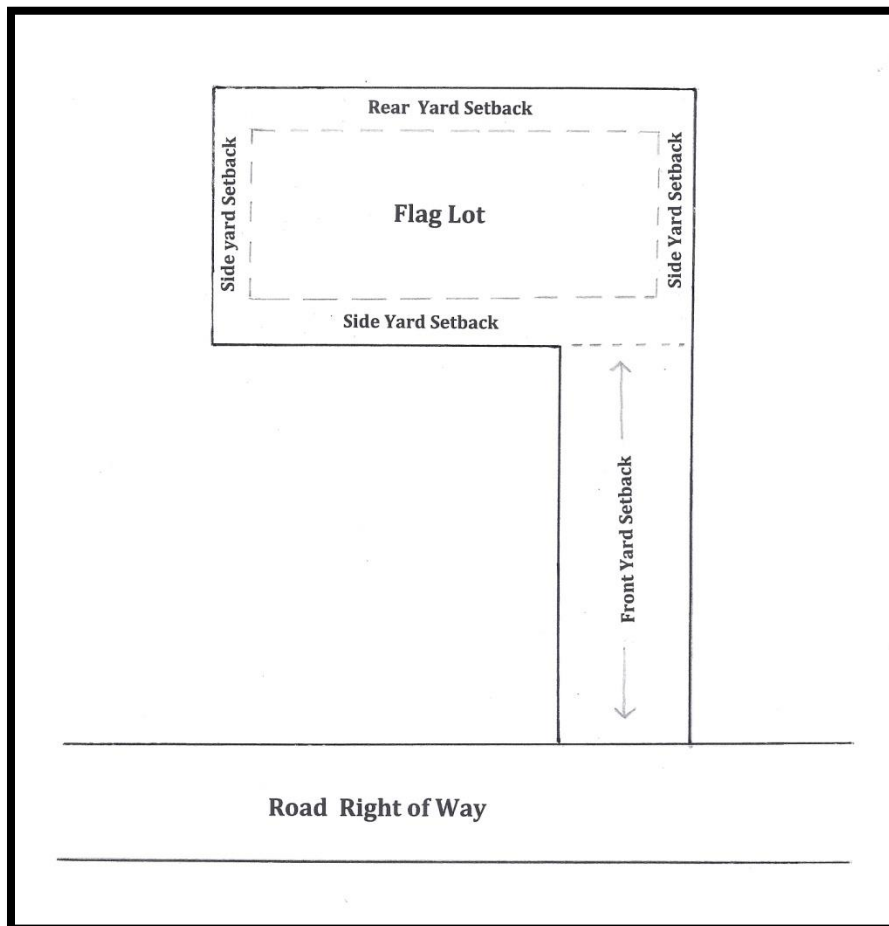 Rear Yard Setback
Side yard Setback
Flag Lot
Side Yard Setback
Side Yard Setback
Front Yard Setback
Road Right of Way